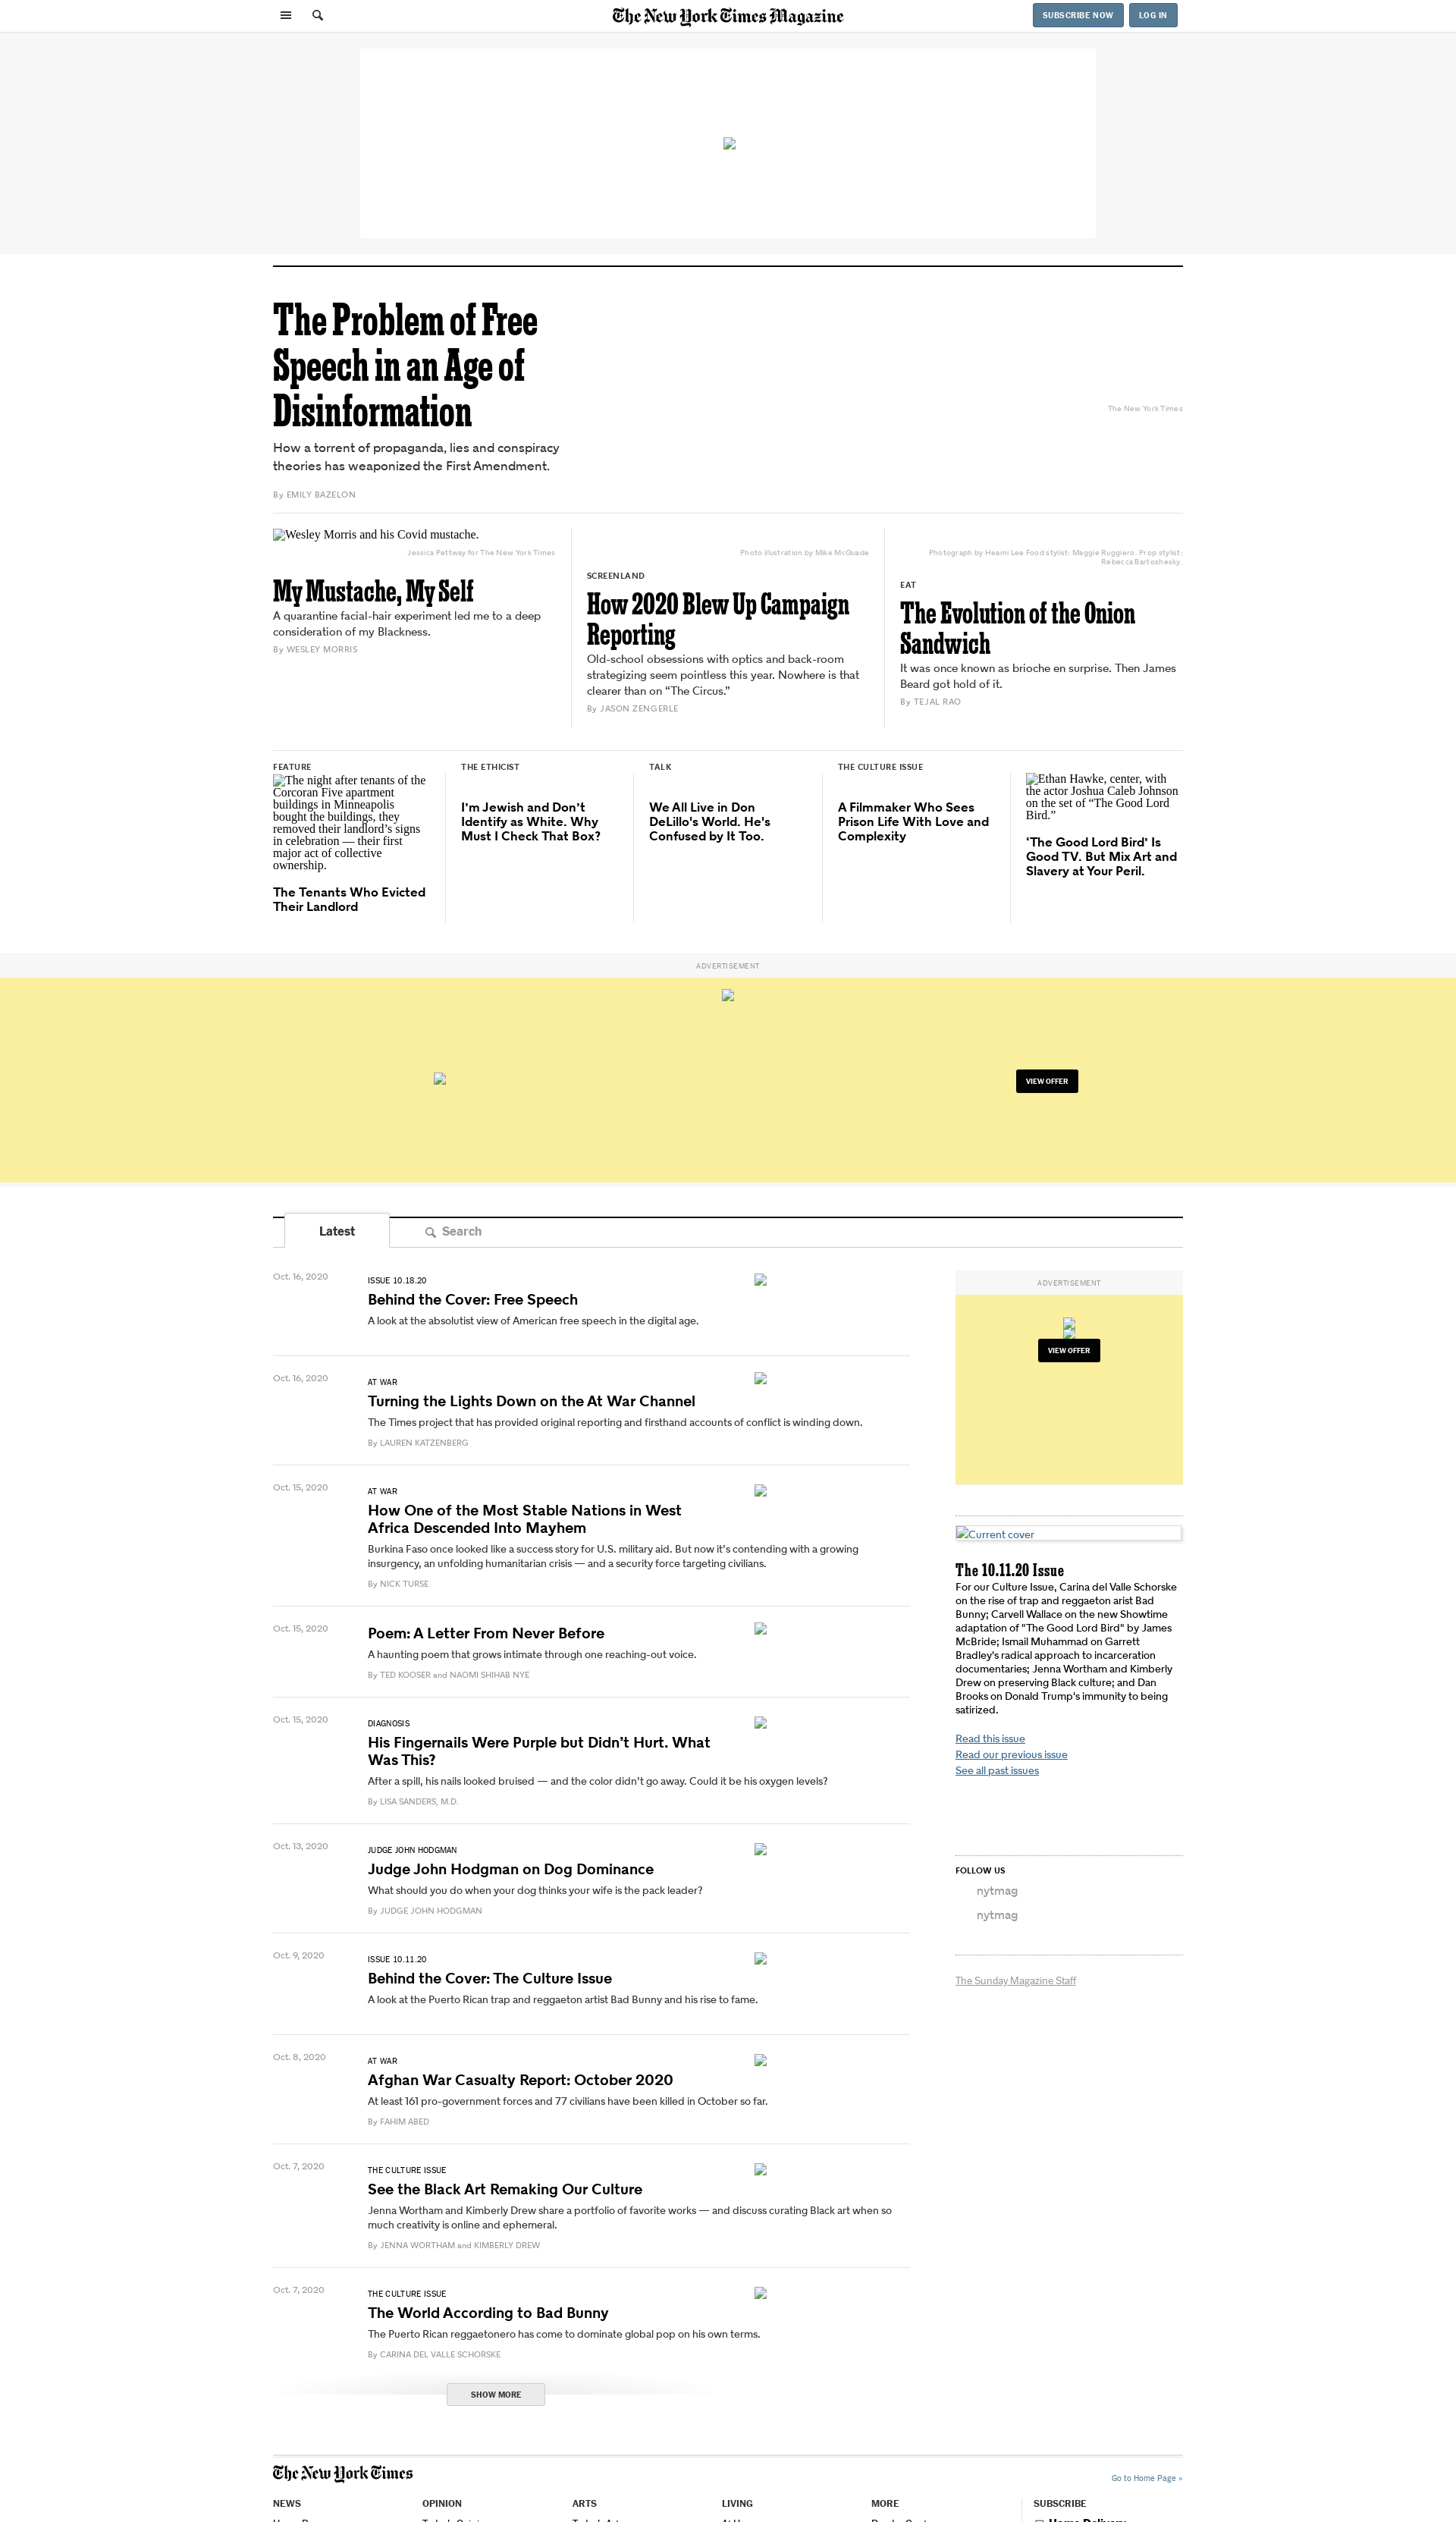 The New York Times Magazine
SUBSCRIBE NOW
LOG IN
The Problem of Free
Speech in an Age of
Disinformation
How a torrent of propaganda, lies and conspiracy
theories has weaponized the First Amendment.
By EMILY BAZELON
The New York Times
Wesley Morris and his Covid mustache.
Jessica Pettway for The New York Times
My Mustache, My Self
A quarantine facial-hair experiment led me to a deep
consideration of my Blackness.
By WESLEY MORRIS
Photo illustration by Mike McQuade
SCREENLAND
How 2020 Blew Up Campaign
Reporting
Old-school obsessions with optics and back-room
strategizing seem pointless this year. Nowhere is that
clearer than on “The Circus.”
By JASON ZENGERLE
Photograph by Heami Lee Food stylist: Maggie Ruggiero. Prop stylist:
Rebecca Bartoshesky.
EAT
The Evolution of the Onion
Sandwich
It was once known as brioche en surprise. Then James
Beard got hold of it.
By TEJAL RAO
FEATURE
The night after tenants of the
Corcoran Five apartment
buildings in Minneapolis
bought the buildings, they
removed their landlord’s signs
in celebration — their first
major act of collective
ownership.
The Tenants Who Evicted
Their Landlord
THE ETHICIST
I’m Jewish and Don’t
Identify as White. Why
Must I Check That Box?
TALK
We All Live in Don
DeLillo's World. He's
Confused by It Too.
THE CULTURE ISSUE
A Filmmaker Who Sees
Prison Life With Love and
Complexity
Ethan Hawke, center, with
the actor Joshua Caleb Johnson
on the set of “The Good Lord
Bird.”
‘The Good Lord Bird’ Is
Good TV. But Mix Art and
Slavery at Your Peril.
ADVERTISEMENT
VIEW OFFER
Latest
Search
Oct. 16, 2020
ISSUE 10.18.20
Behind the Cover: Free Speech
A look at the absolutist view of American free speech in the digital age.
Oct. 16, 2020
AT WAR
Turning the Lights Down on the At War Channel
The Times project that has provided original reporting and firsthand accounts of conflict is winding down.
By LAUREN KATZENBERG
Oct. 15, 2020
AT WAR
How One of the Most Stable Nations in West
Africa Descended Into Mayhem
Burkina Faso once looked like a success story for U.S. military aid. But now it’s contending with a growing
insurgency, an unfolding humanitarian crisis — and a security force targeting civilians.
By NICK TURSE
Oct. 15, 2020
Poem: A Letter From Never Before
A haunting poem that grows intimate through one reaching-out voice.
By TED KOOSER and NAOMI SHIHAB NYE
Oct. 15, 2020
DIAGNOSIS
His Fingernails Were Purple but Didn’t Hurt. What
Was This?
After a spill, his nails looked bruised — and the color didn’t go away. Could it be his oxygen levels?
By LISA SANDERS, M.D.
Oct. 13, 2020
JUDGE JOHN HODGMAN
Judge John Hodgman on Dog Dominance
What should you do when your dog thinks your wife is the pack leader?
By JUDGE JOHN HODGMAN
Oct. 9, 2020
ISSUE 10.11.20
Behind the Cover: The Culture Issue
A look at the Puerto Rican trap and reggaeton artist Bad Bunny and his rise to fame.
Oct. 8, 2020
AT WAR
Afghan War Casualty Report: October 2020
At least 161 pro-government forces and 77 civilians have been killed in October so far.
By FAHIM ABED
Oct. 7, 2020
THE CULTURE ISSUE
See the Black Art Remaking Our Culture
Jenna Wortham and Kimberly Drew share a portfolio of favorite works — and discuss curating Black art when so
much creativity is online and ephemeral.
By JENNA WORTHAM and KIMBERLY DREW
Oct. 7, 2020
THE CULTURE ISSUE
The World According to Bad Bunny
The Puerto Rican reggaetonero has come to dominate global pop on his own terms.
By CARINA DEL VALLE SCHORSKE
SHOW MORE
ADVERTISEMENT
VIEW OFFER
Current cover
The 10.11.20 Issue
For our Culture Issue, Carina del Valle Schorske
on the rise of trap and reggaeton arist Bad
Bunny; Carvell Wallace on the new Showtime
adaptation of "The Good Lord Bird" by James
McBride; Ismail Muhammad on Garrett
Bradley's radical approach to incarceration
documentaries; Jenna Wortham and Kimberly
Drew on preserving Black culture; and Dan
Brooks on Donald Trump's immunity to being
satirized.
Read this issue
Read our previous issue
See all past issues
FOLLOW US
nytmag
nytmag
The Sunday Magazine Staff
The New York Times
Go to Home Page »
NEWS
OPINION
ARTS
LIVING
MORE
SUBSCRIBE